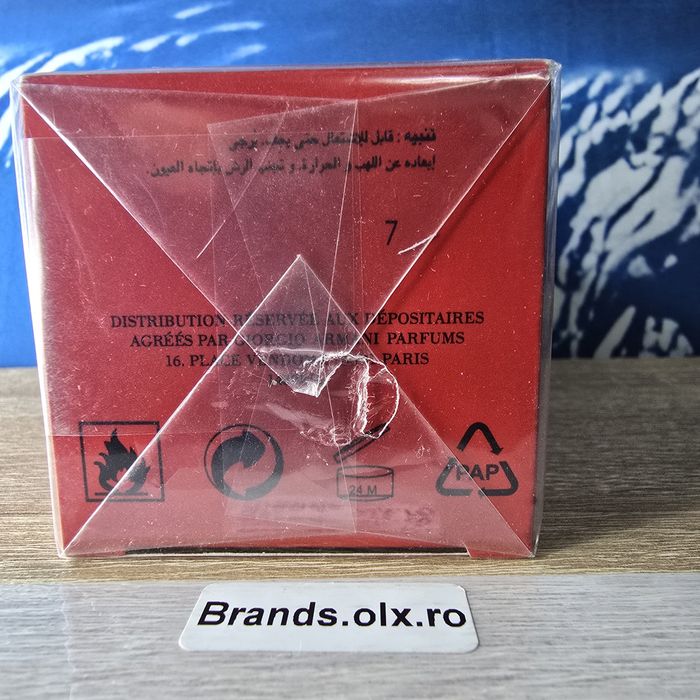 تنبيه : قابل للاشتعال حتى يجف، يرجى
إبعاده عن اللهب و الحرارة، و تجنب الرش باتجاه العيون.
7
DISTRIBUTION RÉSERVÉE AUX DÉPOSITAIRES
AGRÉÉS PAR GIORGIO ARMANI PARFUMS
16, PLACE VENDÔME PARIS
24 M
PAP
Brands.olx.ro